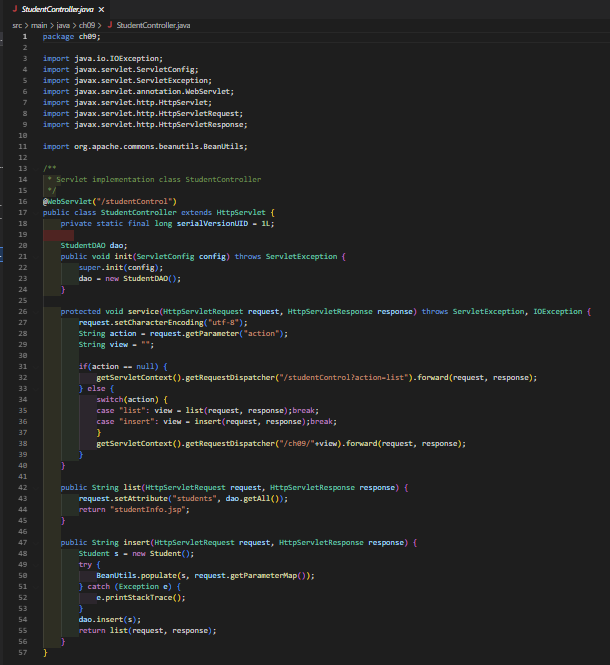 J StudentController.java ×
src > main > java > ch09 > J StudentController.java
1 package ch09;
2
3 import java.io.IOException;
4 import javax.servlet.ServletConfig;
5 import javax.servlet.ServletException;
6 import javax.servlet.annotation.WebServlet;
7 import javax.servlet.http.HttpServlet;
8 import javax.servlet.http.HttpServletRequest;
9 import javax.servlet.http.HttpServletResponse;
10
11 import org.apache.commons.beanutils.BeanUtils;
12
13 /**
14 * Servlet implementation class StudentController
15 */
16 @WebServlet("/studentControl")
17 public class StudentController extends HttpServlet {
18 private static final long serialVersionUID = 1L;
19
20 StudentDAO dao;
21 public void init(ServletConfig config) throws ServletException {
22 super.init(config);
23 dao = new StudentDAO();
24 }
25
26 protected void service(HttpServletRequest request, HttpServletResponse response) throws ServletException, IOException {
27 request.setCharacterEncoding("utf-8");
28 String action = request.getParameter("action");
29 String view = "";
30
31 if(action == null) {
32 getServletContext().getRequestDispatcher("/studentControl?action=list").forward(request, response);
33 } else {
34 switch(action) {
35 case "list": view = list(request, response);break;
36 case "insert": view = insert(request, response);break;
37 }
38 getServletContext().getRequestDispatcher("/ch09/"+view).forward(request, response);
39 }
40 }
41
42 public String list(HttpServletRequest request, HttpServletResponse response) {
43 request.setAttribute("students", dao.getAll());
44 return "studentInfo.jsp";
45 }
46
47 public String insert(HttpServletRequest request, HttpServletResponse response) {
48 Student s = new Student();
49 try {
50 BeanUtils.populate(s, request.getParameterMap());
51 } catch (Exception e) {
52 e.printStackTrace();
53 }
54 dao.insert(s);
55 return list(request, response);
56 }
57 }